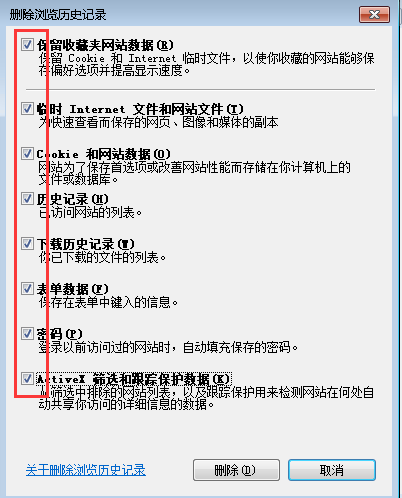 删除浏览历史记录
保留收藏夹网站数据(R)
保留 Cookie 和 Internet 临时文件，以使你收藏的网站能够保
存偏好选项并提高显示速度。
临时 Internet 文件和网站文件(T)
为快速查看而保存的网页、图像和媒体的副本
Cookie 和网站数据(O)
网站为了保存首选项或改善网站性能而存储在你计算机上的
文件或数据库。
历史记录(H)
已访问网站的列表。
下载历史记录(W)
你已下载的文件的列表。
表单数据(F)
保存在表单中键入的信息。
密码(P)
登录以前访问过的网站时，自动填充保存的密码。
ActiveX 筛选和跟踪保护数据(K)
从筛选中排除的网站列表，以及跟踪保护用来检测网站在何处
自动共享你访问的详细信息的数据。
关于删除浏览历史记录
删除(D)
取消